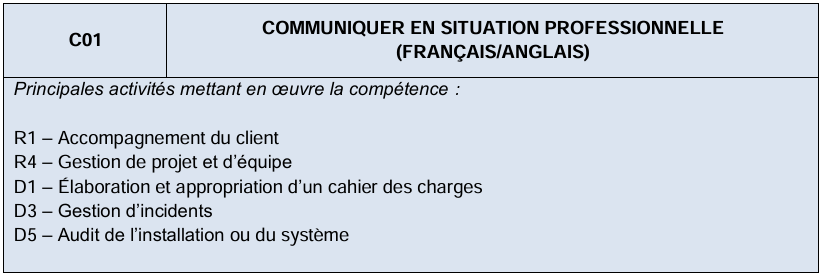 C01
COMMUNIQUER EN SITUATION PROFESSIONNELLE
(FRANÇAIS/ANGLAIS)
Principales activités mettant en œuvre la compétence :
R1 – Accompagnement du client
R4 – Gestion de projet et d’équipe
D1 – Élaboration et appropriation d’un cahier des charges
D3 – Gestion d’incidents
D5 – Audit de l’installation ou du système